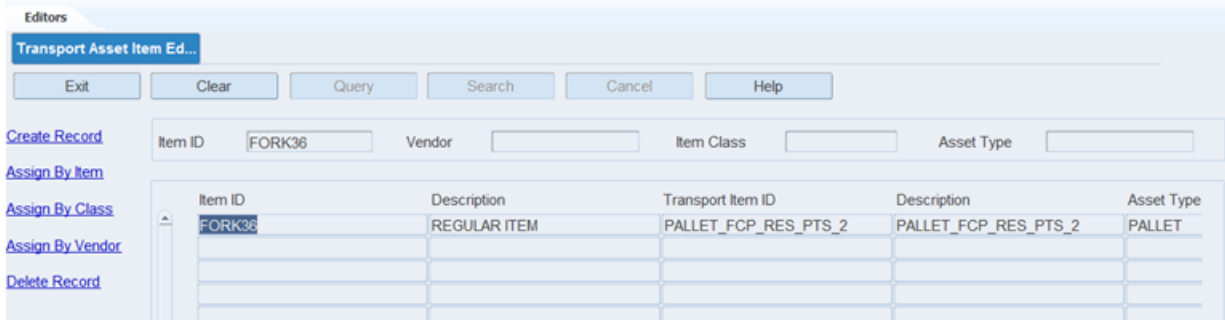 Editors
Transport Asset Item Ed...
Exit Clear Query Search Cancel Help
Create Record
Item ID FORK36 Vendor Item Class Asset Type
Assign By Item
Assign By Class
Assign By Vendor
Delete Record
Item ID Description Transport Item ID Description Asset Type
FORK36 REGULAR ITEM PALLET_FCP_RES_PTS_2 PALLET_FCP_RES_PTS_2 PALLET